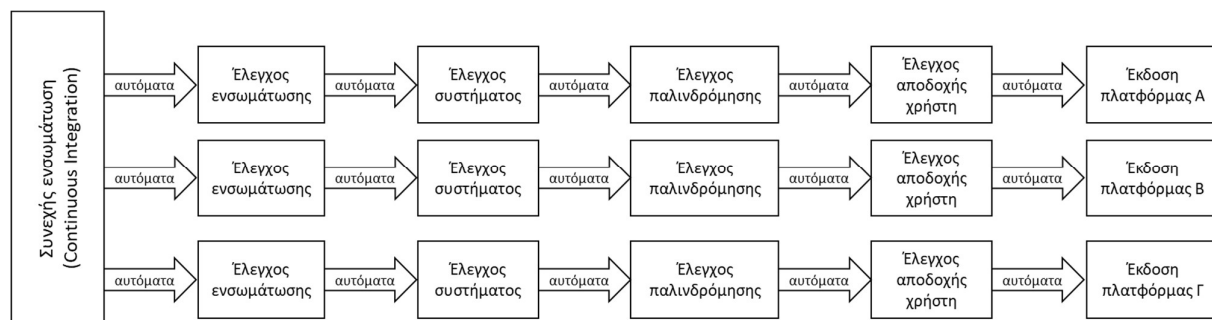 Συνεχής ενσωμάτωση
(Continuous Integration)
αυτόματα
Έλεγχος
ενσωμάτωσης
αυτόματα
Έλεγχος
συστήματος
αυτόματα
Έλεγχος
παλινδρόμησης
αυτόματα
Έλεγχος
αποδοχής
χρήστη
αυτόματα
Έκδοση
πλατφόρμας Α
αυτόματα
Έλεγχος
ενσωμάτωσης
αυτόματα
Έλεγχος
συστήματος
αυτόματα
Έλεγχος
παλινδρόμησης
αυτόματα
Έλεγχος
αποδοχής
χρήστη
αυτόματα
Έκδοση
πλατφόρμας Β
αυτόματα
Έλεγχος
ενσωμάτωσης
αυτόματα
Έλεγχος
συστήματος
αυτόματα
Έλεγχος
παλινδρόμησης
αυτόματα
Έλεγχος
αποδοχής
χρήστη
αυτόματα
Έκδοση
πλατφόρμας Γ